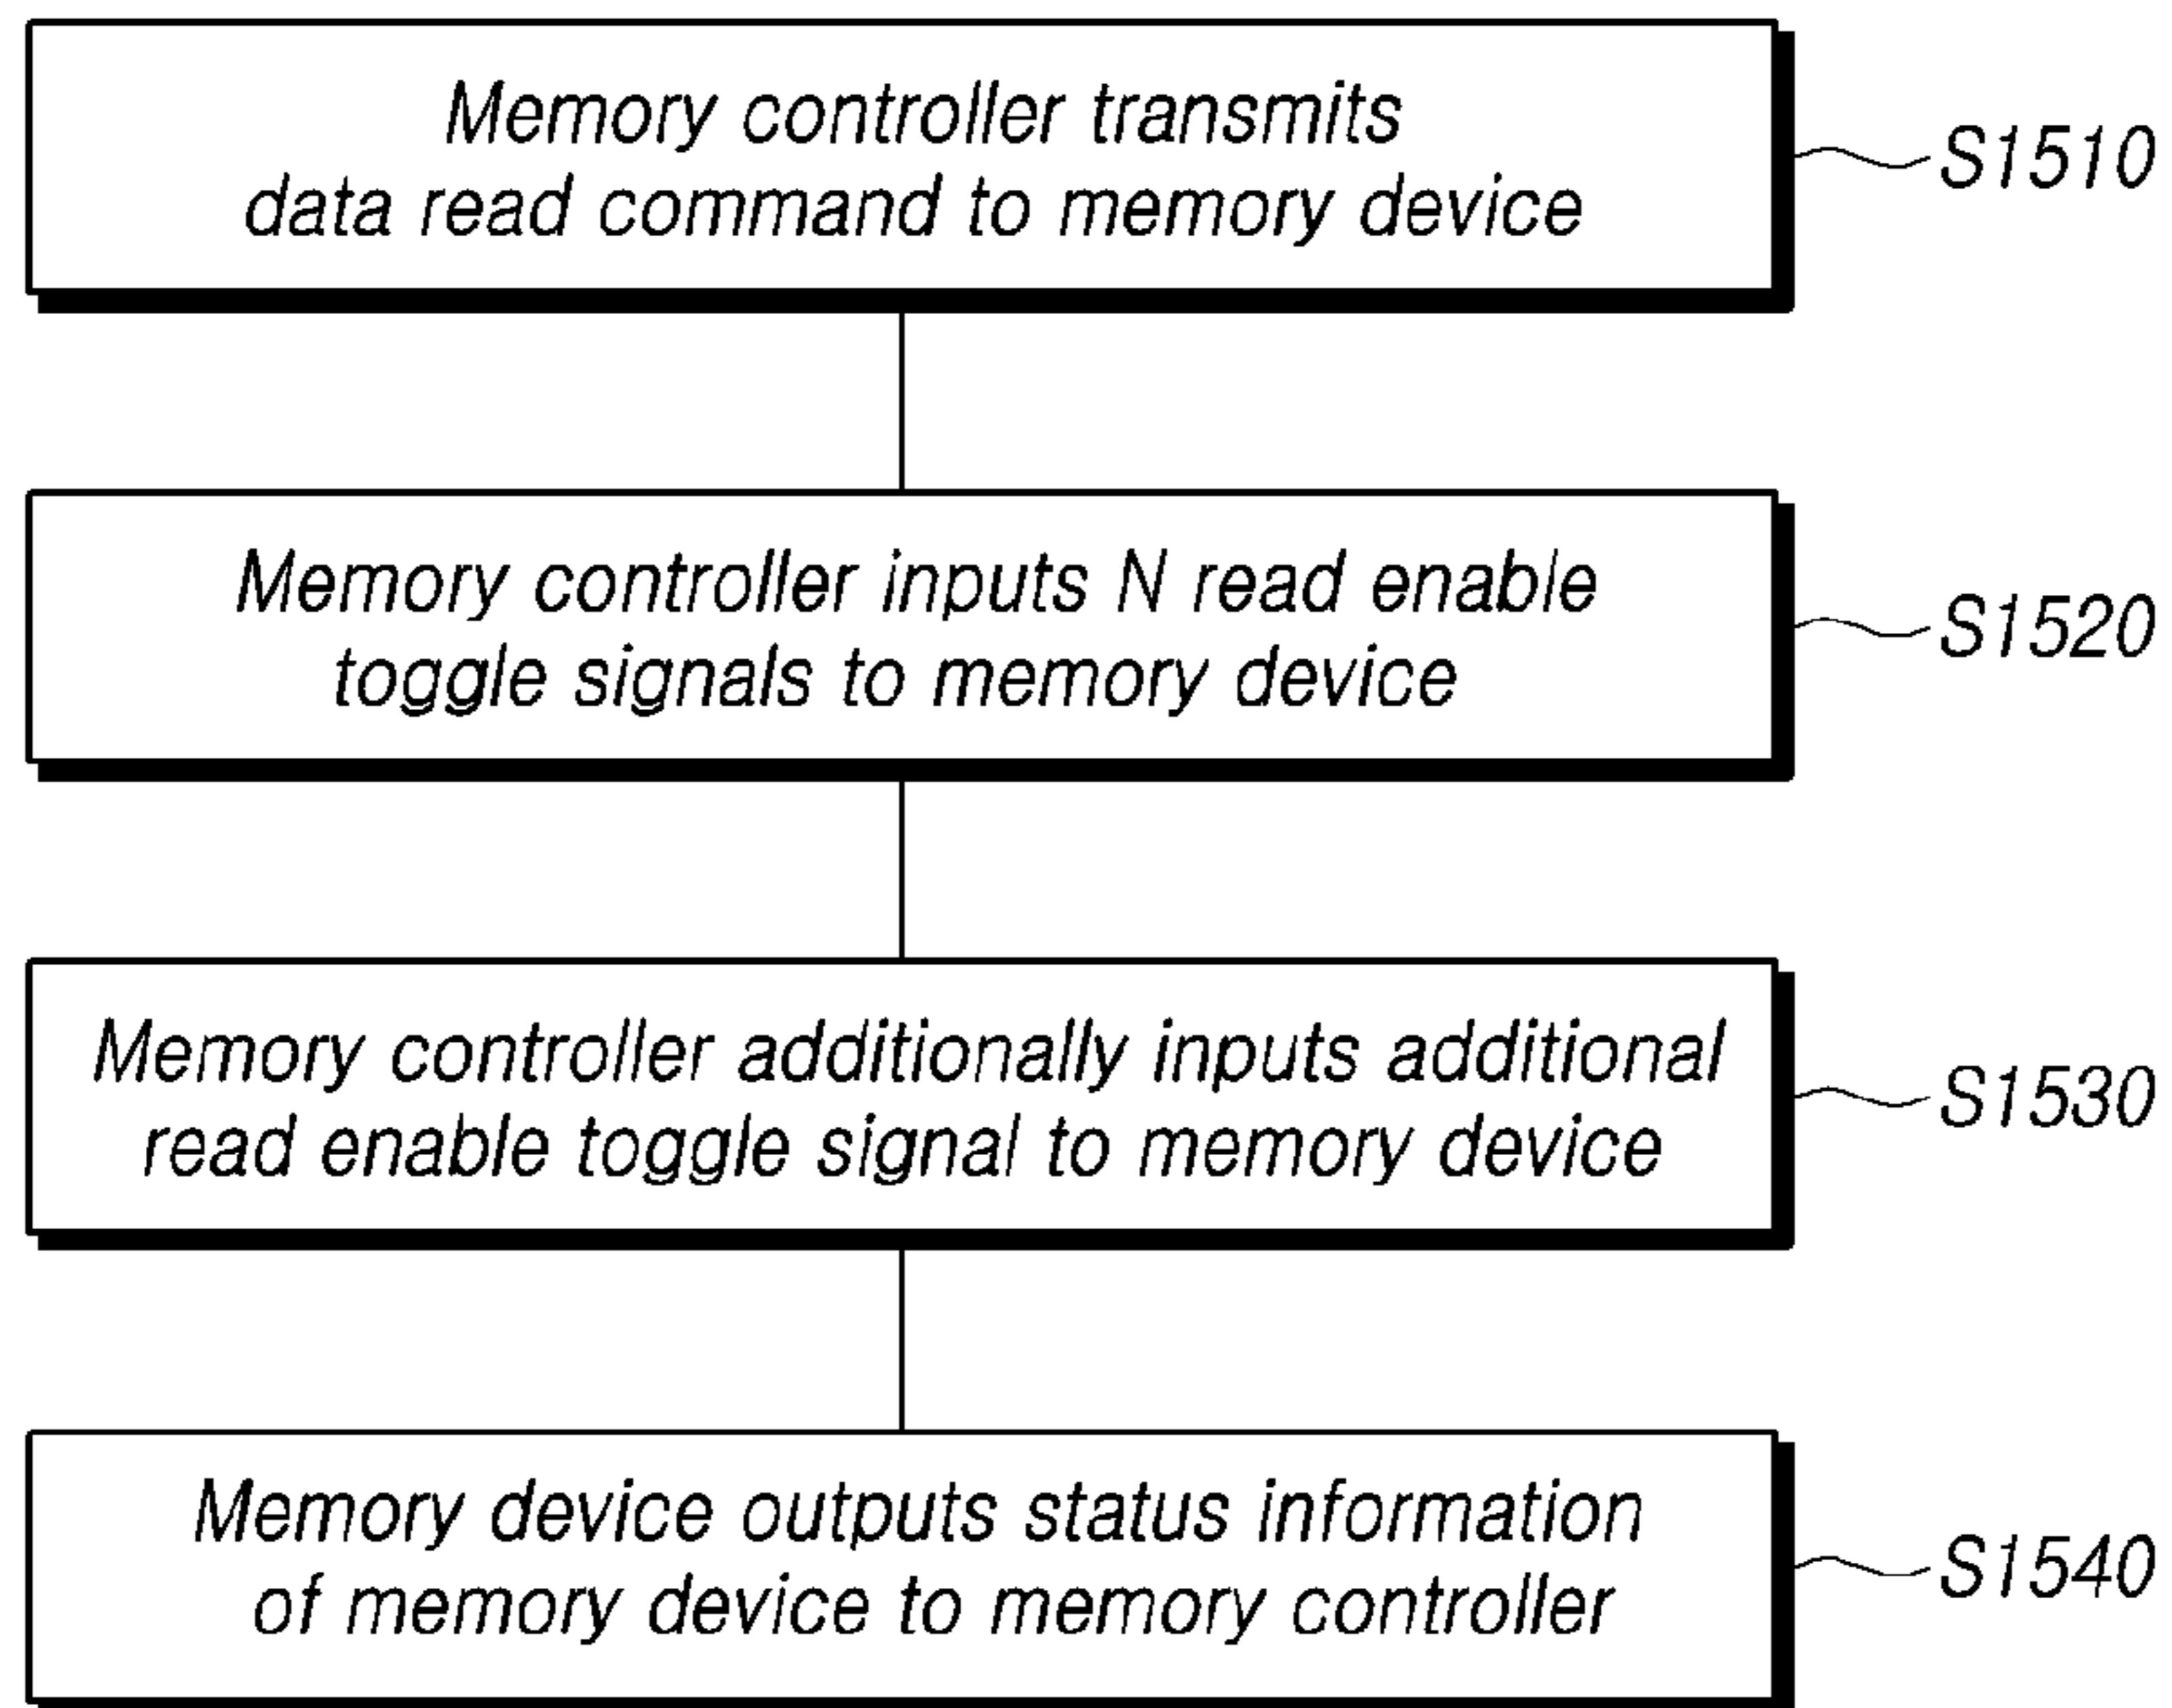 Memory controller transmits
data read command to memory device
S1510
Memory controller inputs N read enable
toggle signals to memory device
S1520
Memory controller additionally inputs additional
read enable toggle signal to memory device
S1530
Memory device outputs status information
of memory device to memory controller
S1540